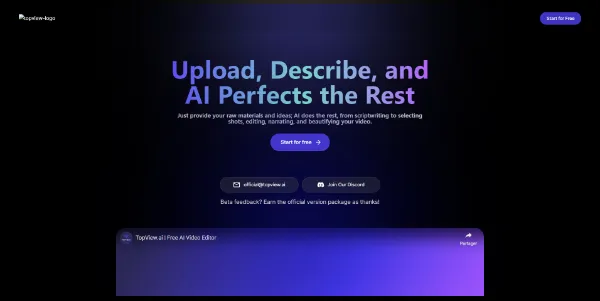 topview-logo
Start for Free
Upload, Describe, and
AI Perfects the Rest
Just provide your raw materials and ideas; AI does the rest, from scriptwriting to selecting
shots, editing, narrating, and beautifying your video.
Start for free
official@topview.ai
Join Our Discord
Beta feedback? Earn the official version package as thanks!
TopView.ai | Free AI Video Editor
Partager